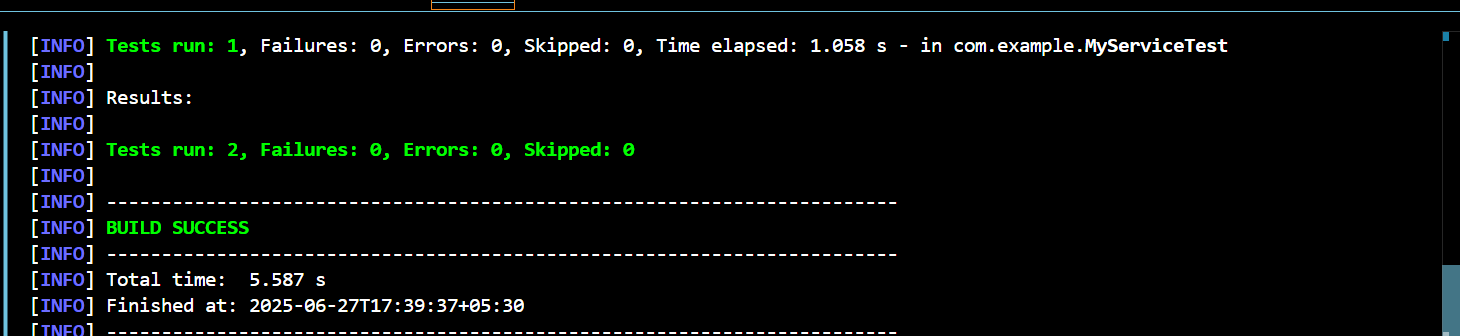 [INFO] Tests run: 1, Failures: 0, Errors: 0, Skipped: 0, Time elapsed: 1.058 s - in com.example.MyServiceTest
[INFO]
[INFO] Results:
[INFO]
[INFO] Tests run: 2, Failures: 0, Errors: 0, Skipped: 0
[INFO]
[INFO] ------------------------------------------------------------------------
[INFO] BUILD SUCCESS
[INFO] ------------------------------------------------------------------------
[INFO] Total time:  5.587 s
[INFO] Finished at: 2025-06-27T17:39:37+05:30
[INFO] ------------------------------------------------------------------------